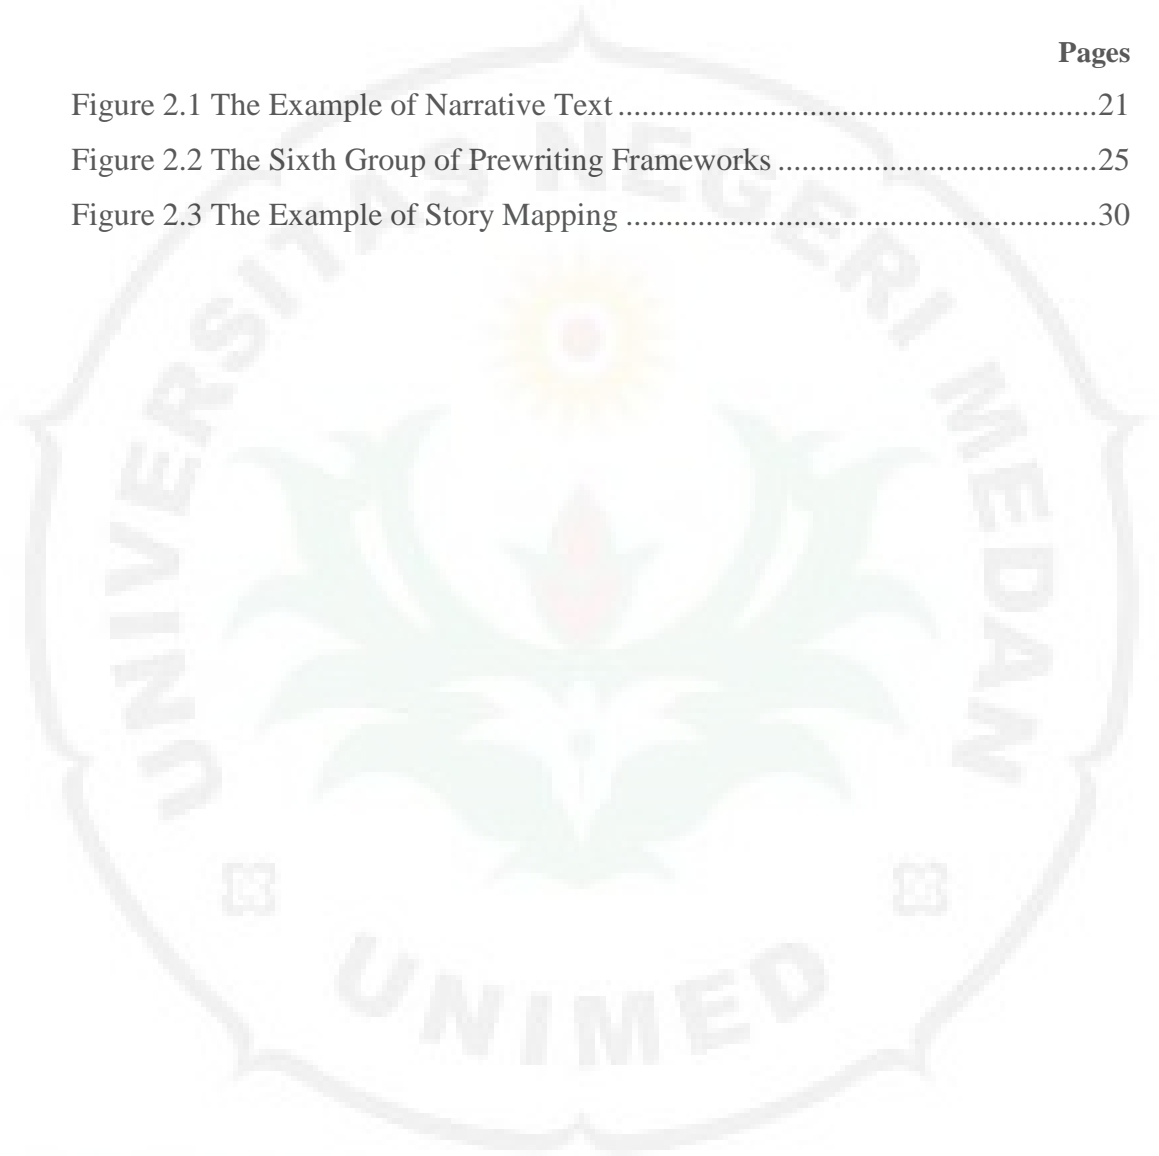 Pages
Figure 2.1 The Example of Narrative Text.............................................................21
Figure 2.2 The Sixth Group of Prewriting Frameworks ..........................................25
Figure 2.3 The Example of Story Mapping ............................................................30
UNIVERSITAS NEGERI MEDAN
UNIMED